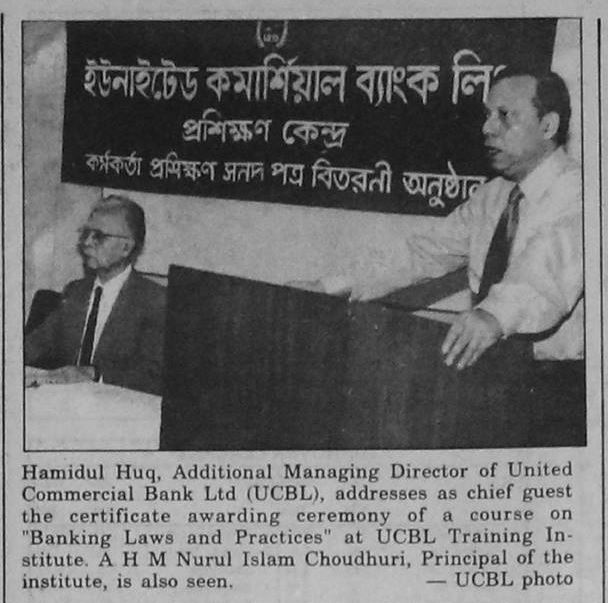 ইউনাইটেড কমার্শিয়াল ব্যাংক লিঃ
প্রশিক্ষণ কেন্দ্র
কর্মকর্তা প্রশিক্ষণ সনদ পত্র বিতরনী অনুষ্ঠান
Hamidul Huq, Additional Managing Director of United
Commercial Bank Ltd (UCBL), addresses as chief guest
the certificate awarding ceremony of a course on
"Banking Laws and Practices" at UCBL Training In-
stitute. A H M Nurul Islam Choudhuri, Principal of the
institute, is also seen. — UCBL photo